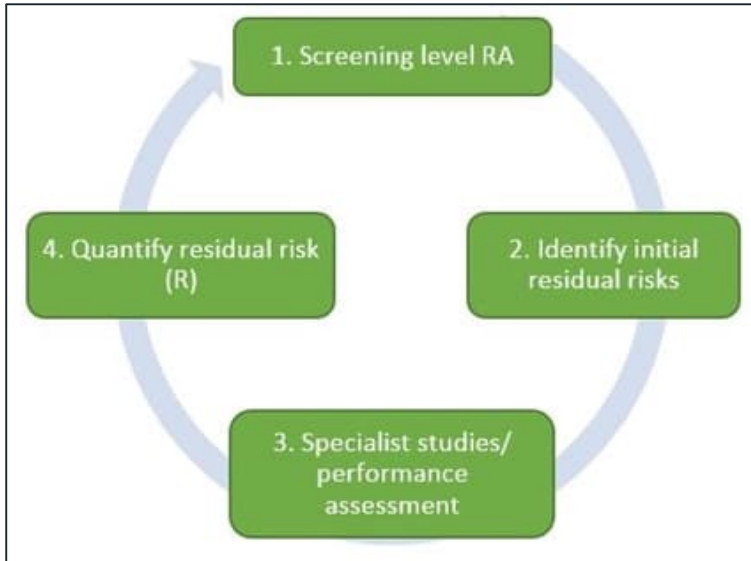 1. Screening level RA
2. Identify initial
residual risks
3. Specialist studies/
performance
assessment
4. Quantify residual risk
(R)